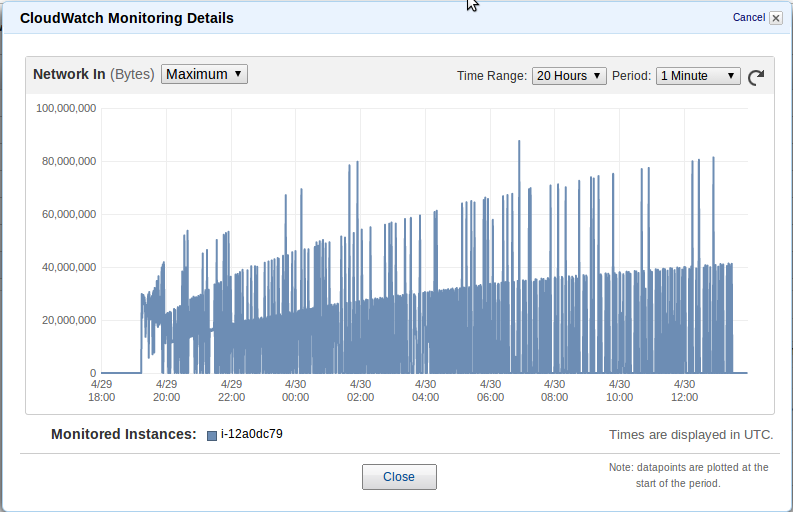 CloudWatch Monitoring Details
Cancel
Network In (Bytes) Maximum
Time Range: 20 Hours Period: 1 Minute
100,000,000
80,000,000
60,000,000
40,000,000
20,000,000
0
4/29 4/29 4/29 4/30 4/30 4/30 4/30 4/30 4/30 4/30
18:00 20:00 22:00 00:00 02:00 04:00 06:00 08:00 10:00 12:00
Monitored Instances: i-12a0dc79
Times are displayed in UTC.
Close
Note: datapoints are plotted at the
start of the period.